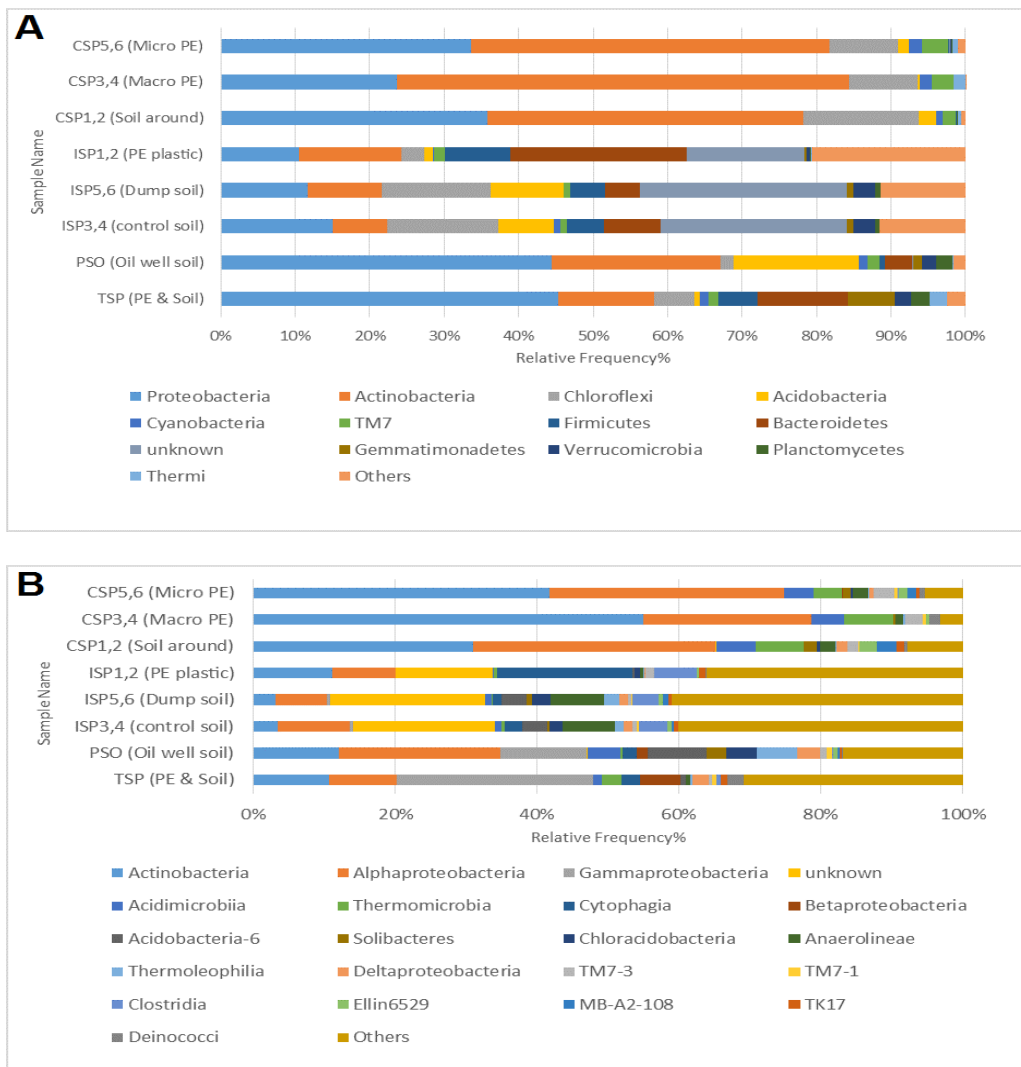 A
CSP5,6 (Micro PE)
CSP3,4 (Macro PE)
CSP1,2 (Soil around)
ISP1,2 (PE plastic)
ISP5,6 (Dump soil)
ISP3,4 (control soil)
PSO (Oil well soil)
TSP (PE & Soil)
Sample Name
0% 10% 20% 30% 40% 50% 60% 70% 80% 90% 100%
Relative Frequency%
Proteobacteria Actinobacteria Chloroflexi Acidobacteria
Cyanobacteria TM7 Firmicutes Bacteroidetes
unknown Gemmatimonadetes Verrucomicrobia Planctomycetes
Thermi Others
B
CSP5,6 (Micro PE)
CSP3,4 (Macro PE)
CSP1,2 (Soil around)
ISP1,2 (PE plastic)
ISP5,6 (Dump soil)
ISP3,4 (control soil)
PSO (Oil well soil)
TSP (PE & Soil)
Sample Name
0% 20% 40% 60% 80% 100%
Relative Frequency%
Actinobacteria Alphaproteobacteria Gammaproteobacteria unknown
Acidimicrobiia Thermomicrobia Cytophagia Betaproteobacteria
Acidobacteria-6 Solibacteres Chloracidobacteria Anaerolineae
Thermoleophilia Deltaproteobacteria TM7-3 TM7-1
Clostridia Ellin6529 MB-A2-108 TK17
Deinococci Others